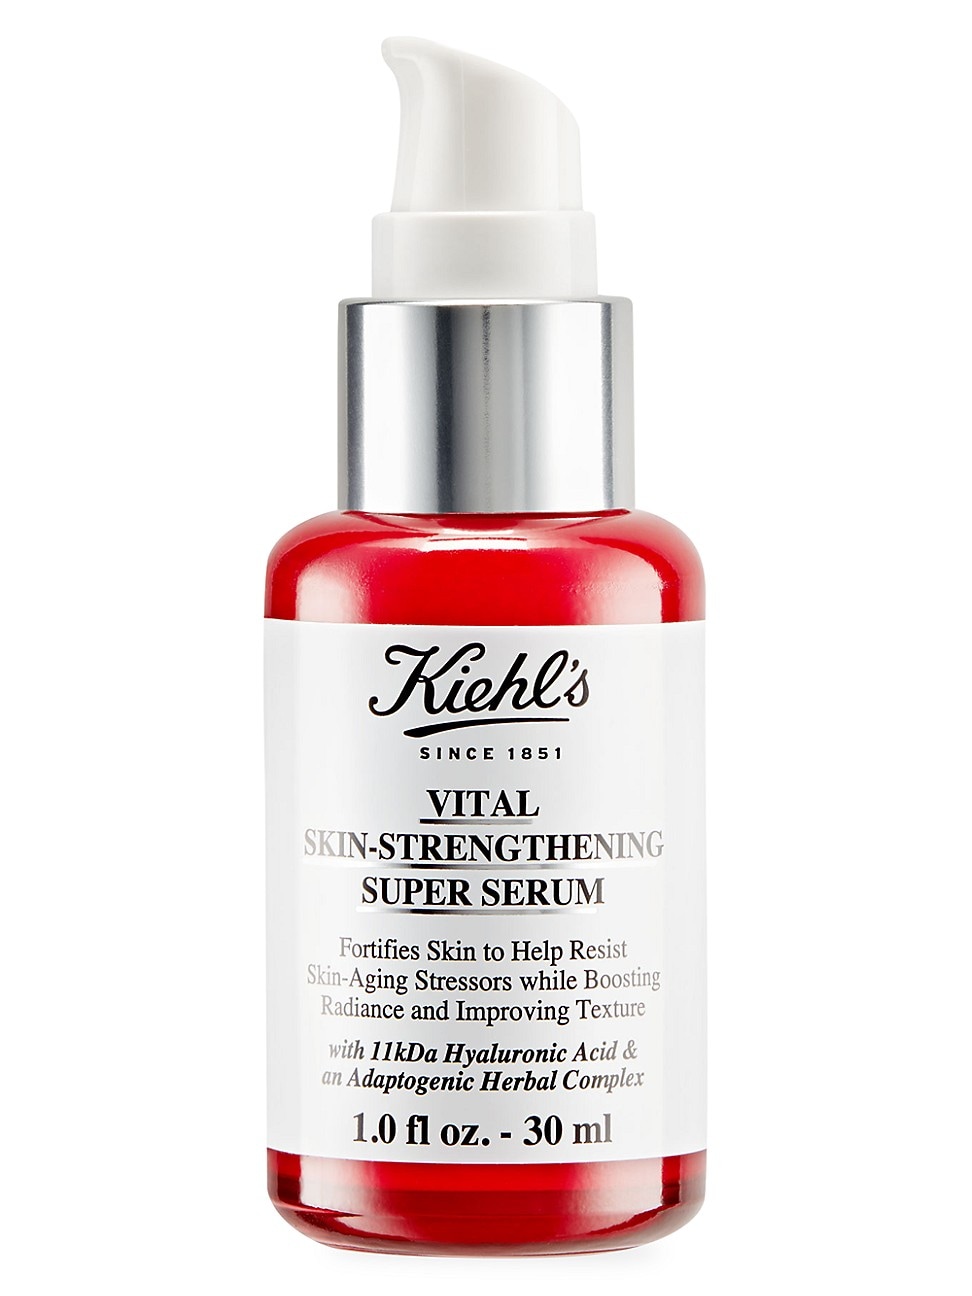 Kiehl's
SINCE 1851
VITAL
SKIN-STRENGTHENING
SUPER SERUM
Fortifies Skin to Help Resist
Skin-Aging Stressors while Boosting
Radiance and Improving Texture
with 11kDa Hyaluronic Acid &
an Adaptogenic Herbal Complex
1.0 fl oz. - 30 ml